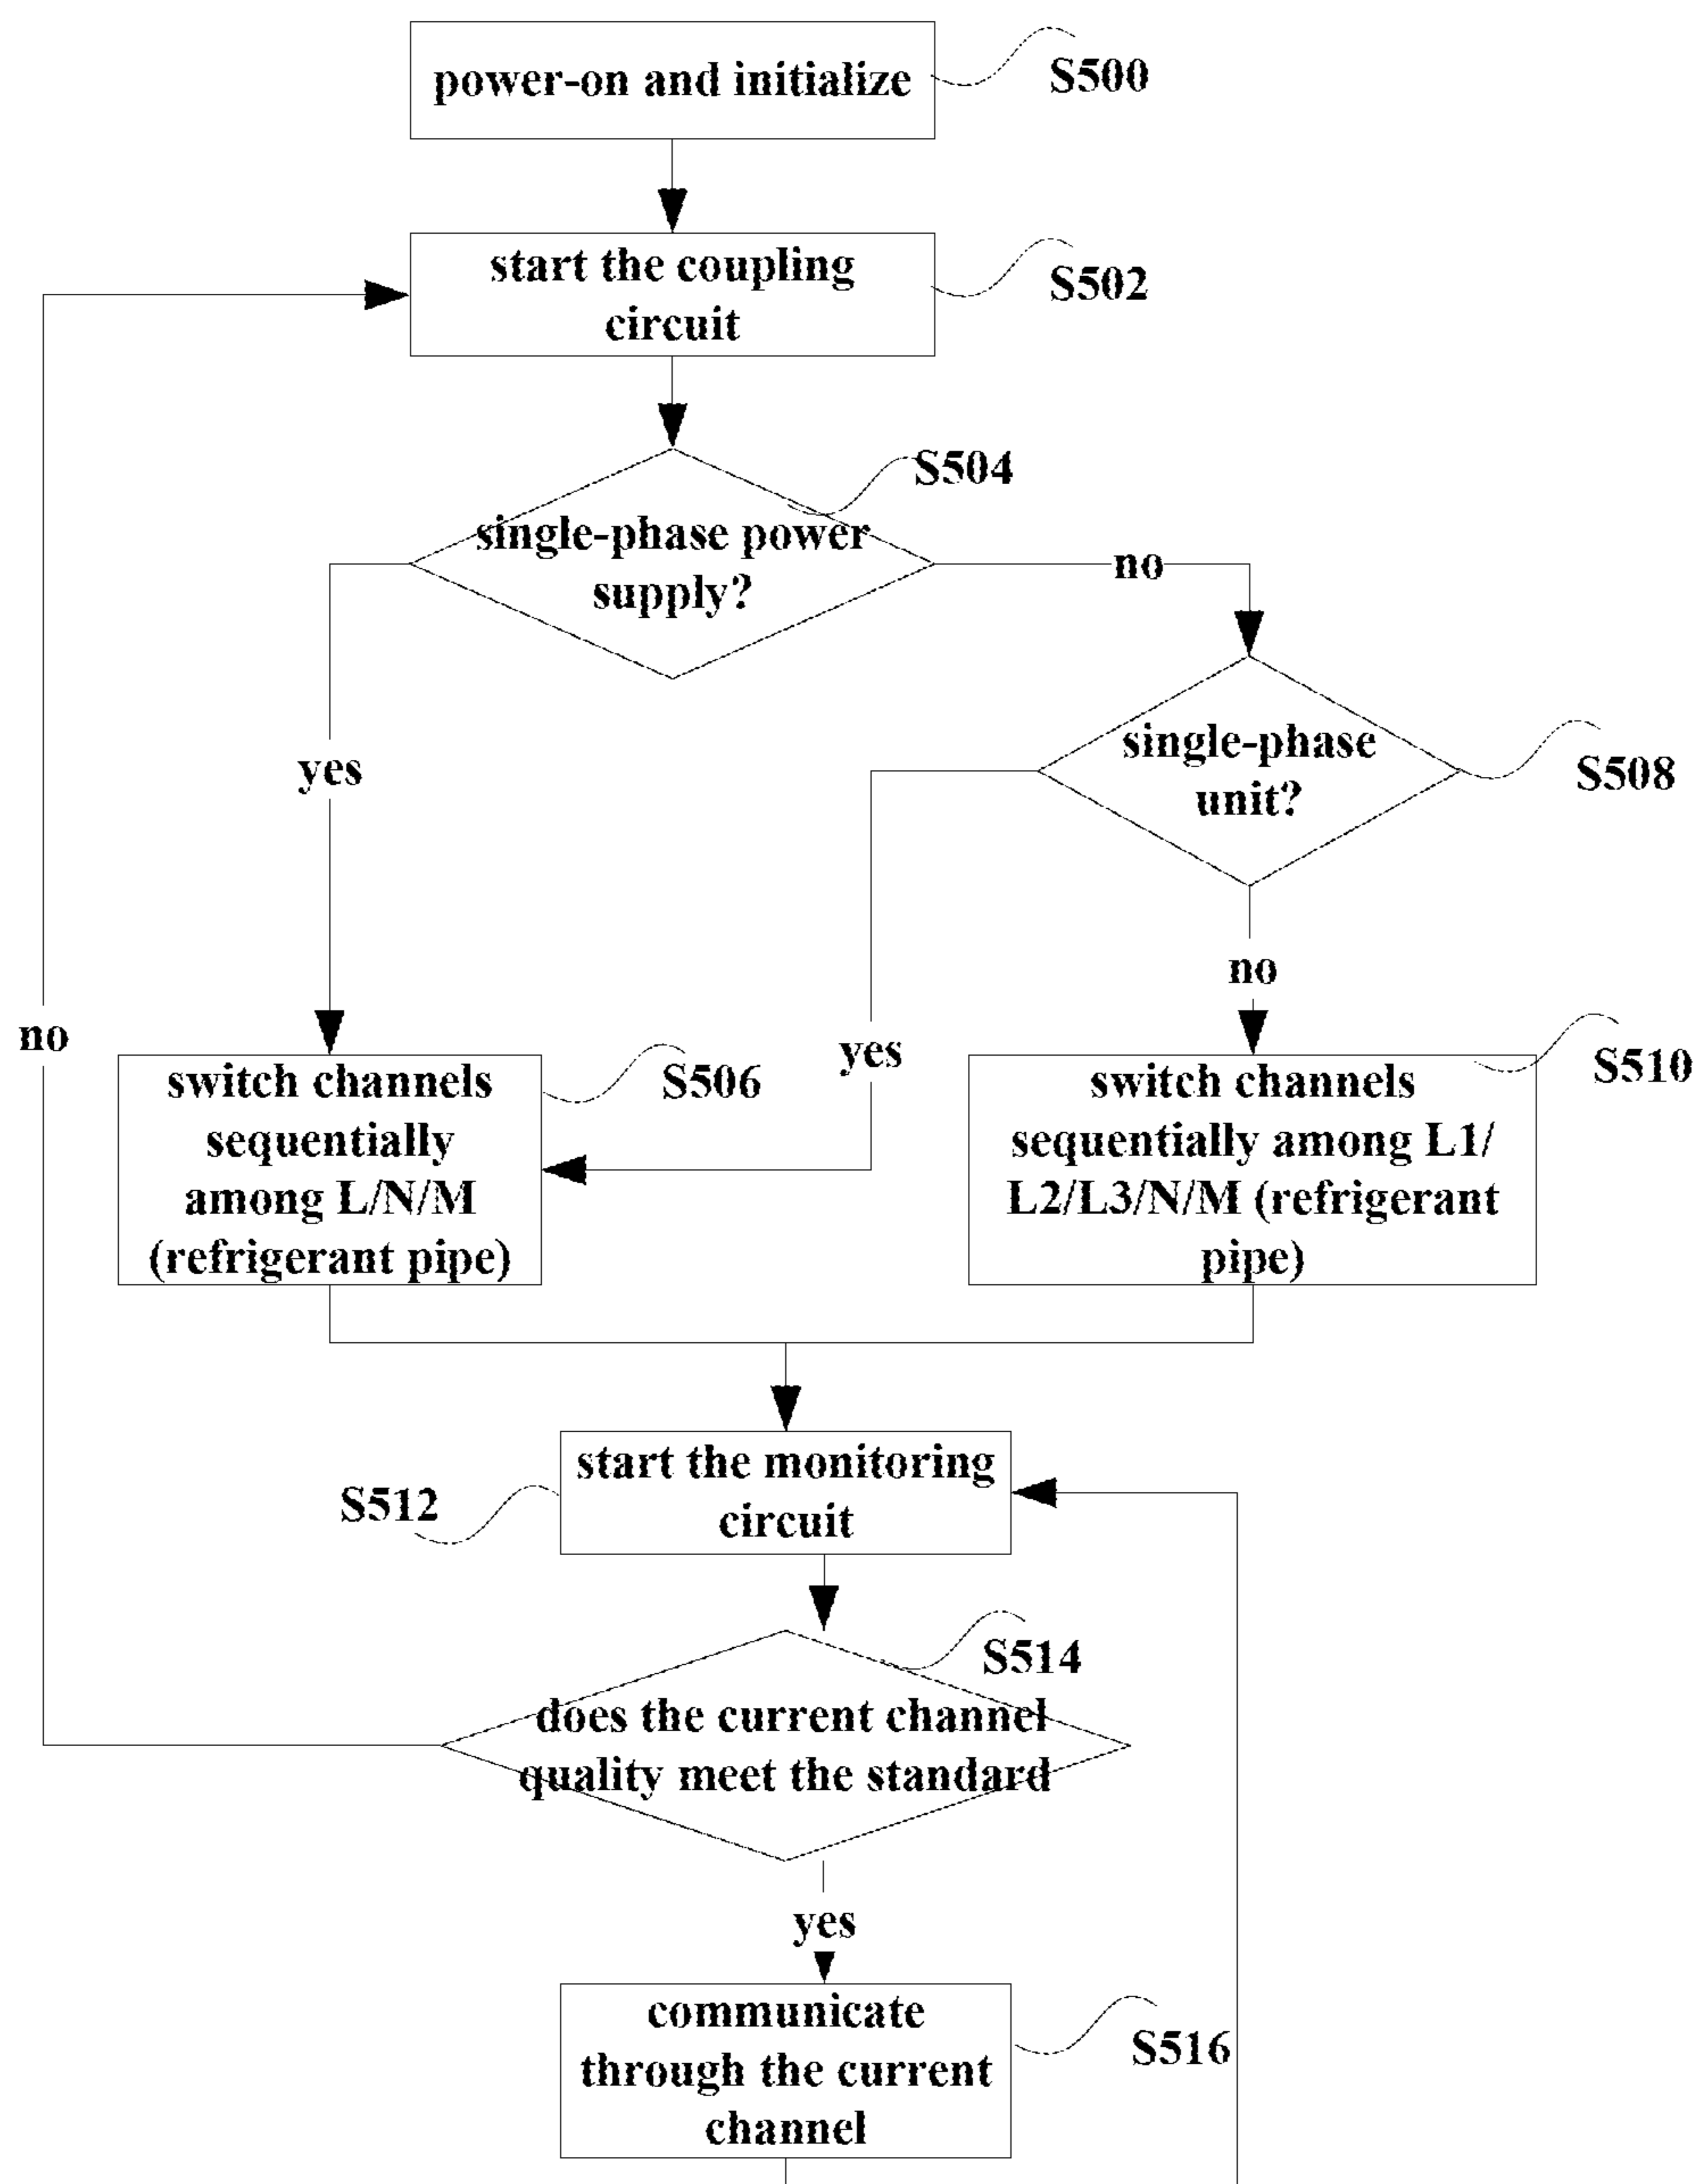 power-on and initialize
S500
start the coupling
circuit
S502
S504
single-phase power
supply?
no
yes
single-phase
unit?
S508
no
yes
no
switch channels
sequentially
among L/N/M
(refrigerant pipe)
S506
switch channels
sequentially among L1/
L2/L3/N/M (refrigerant
pipe)
S510
start the monitoring
circuit
S512
S514
does the current channel
quality meet the standard
yes
communicate
through the current
channel
S516